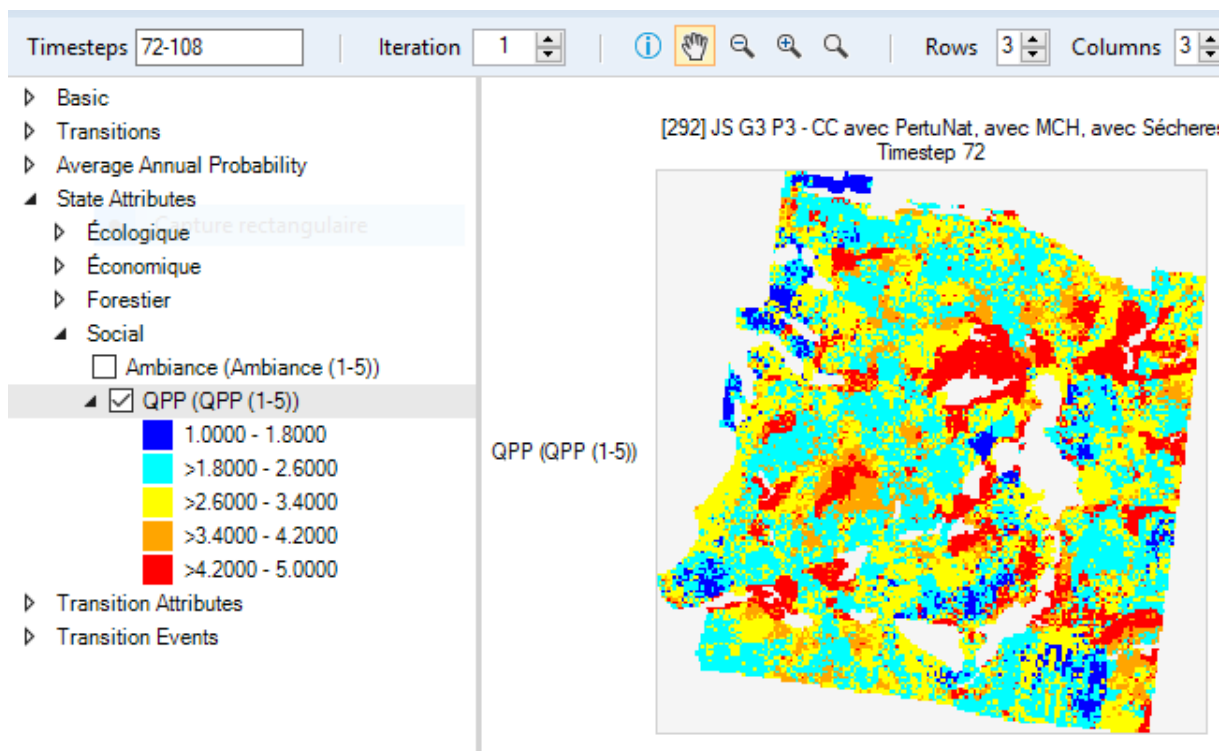 Timesteps 72-108 Iteration 1 Rows 3 Columns 3
Basic
Transitions
Average Annual Probability
State Attributes
Capture rectangulaire
Écologique
Économique
Forestier
Social
Ambiance (Ambiance (1-5))
QPP (QPP (1-5))
1.0000 - 1.8000
>1.8000 - 2.6000
>2.6000 - 3.4000
>3.4000 - 4.2000
>4.2000 - 5.0000
Transition Attributes
Transition Events
[292] JS G3 P3 - CC avec PertuNat, avec MCH, avec Sécheres
Timestep 72
QPP (QPP (1-5))